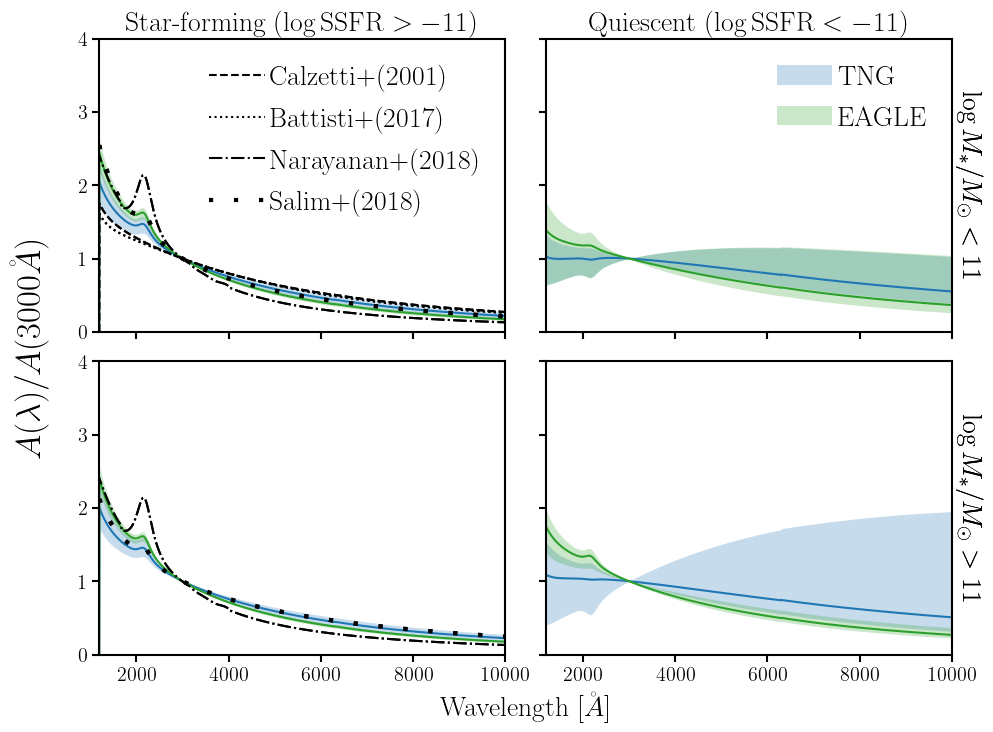 Star-forming (log SSFR > −11)
Quiescent (log SSFR < −11)
4
3
2
1
0
Calzetti+(2001)
Battisti+(2017)
Narayanan+(2018)
Salim+(2018)
TNG
EAGLE
log M∗/M⊙ < 11
A(λ)/A(3000Å)
4
3
2
1
0
log M∗/M⊙ > 11
2000 4000 6000 8000 10000
2000 4000 6000 8000 10000
Wavelength [Å]